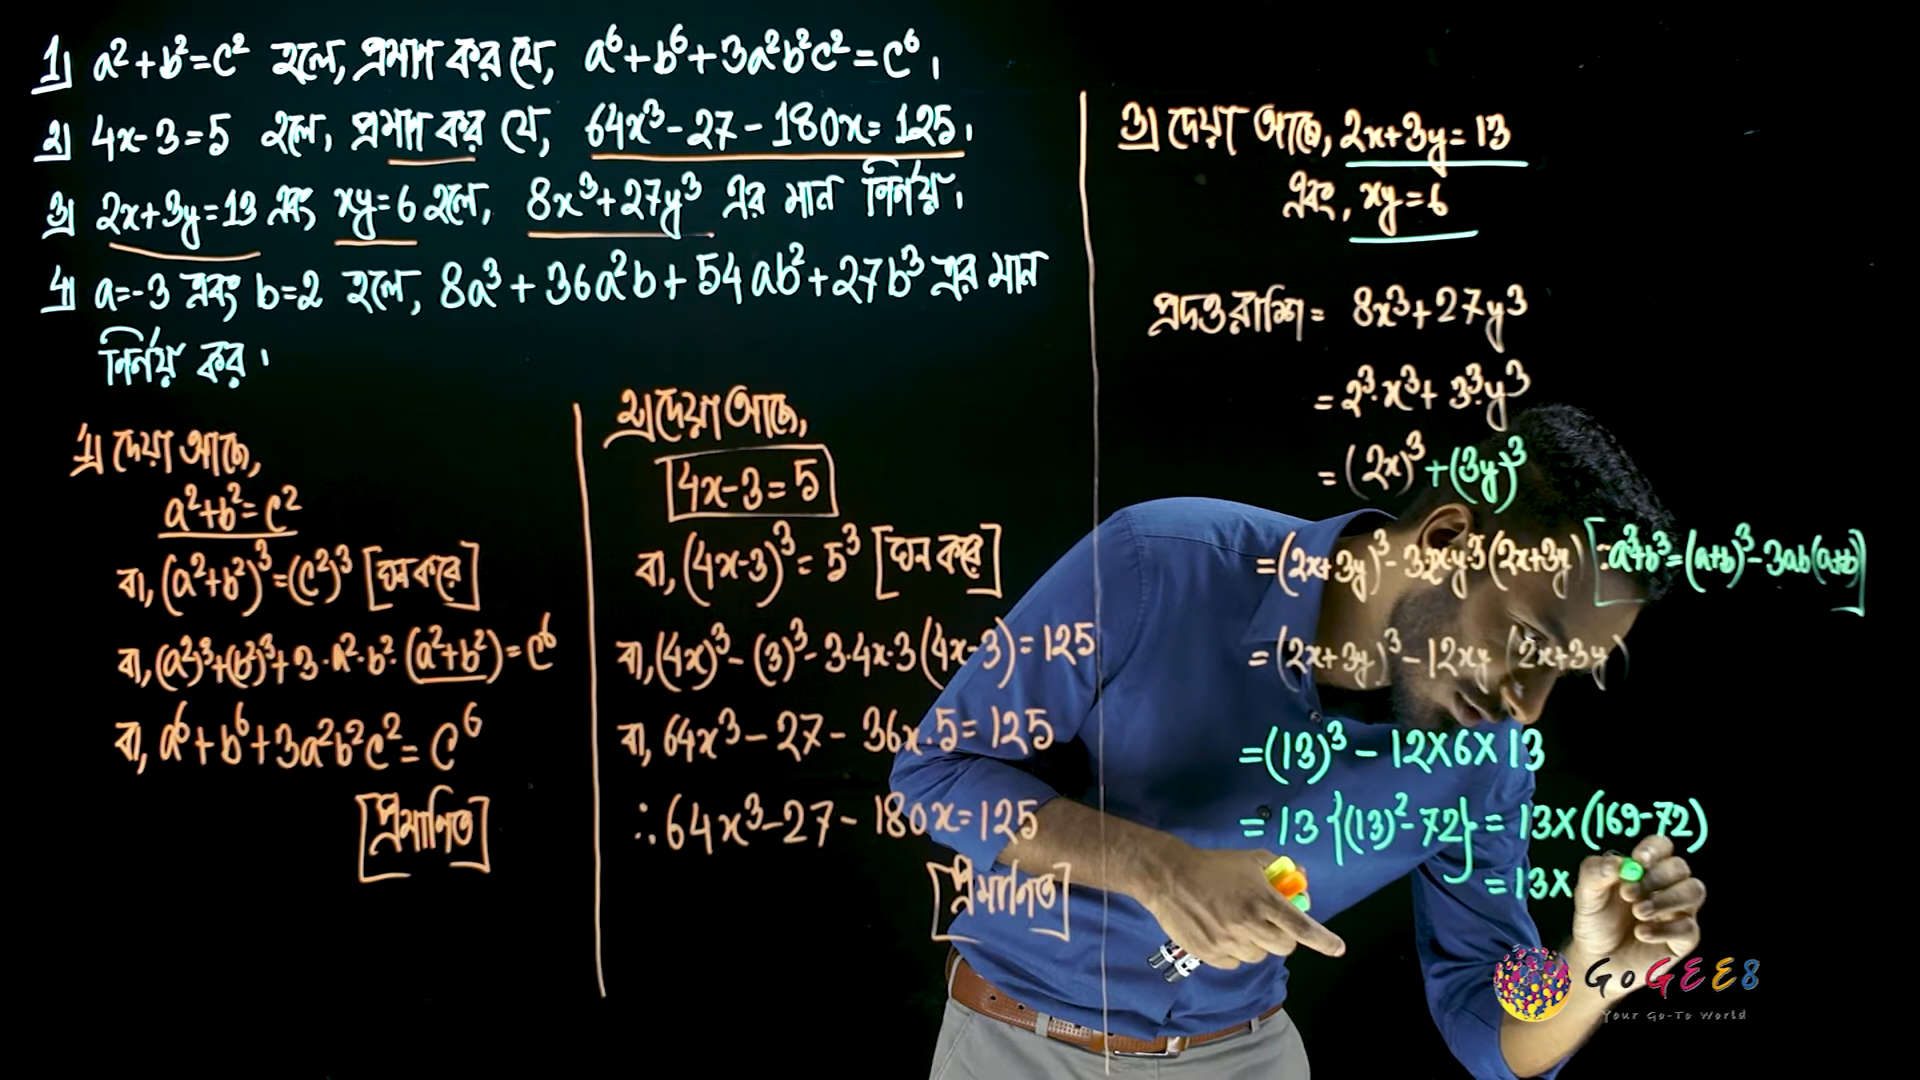 ১। a²+b²=c² হলে, প্রমাণ কর যে, a⁶+b⁶+3a²b²c²=c⁶।
২। 4x-3=5 হলে, প্রমাণ কর যে, 64x³-27-180x=125।
৩। 2x+3y=13 এবং xy=6 হলে, 8x³+27y³ এর মান নির্ণয়।
৪। a=-3 এবং b=2 হলে, 8a³+36a²b+54ab²+27b³ এর মান
নির্ণয় কর।
১। দেয়া আছে,
a²+b²=c²
বা, (a²+b²)³=(c²)³ [ঘন করে]
বা, (a²)³+(b²)³+3·a²·b²·(a²+b²)=c⁶
বা, a⁶+b⁶+3a²b²c²=c⁶
[প্রমাণিত]
২। দেয়া আছে,
4x-3=5
বা, (4x-3)³=5³ [ঘন করে]
বা, (4x)³-(3)³-3·4x·3(4x-3)=125
বা, 64x³-27-36x·5=125
∴64x³-27-180x=125
[প্রমাণিত]
৩। দেয়া আছে, 2x+3y=13
এবং, xy=6
প্রদত্ত রাশি= 8x³+27y³
=2³·x³+3³·y³
=(2x)³+(3y)³
=(2x+3y)³-3·2x·y·3(2x+3y) [∵a³+b³=(a+b)³-3ab(a+b)]
=(2x+3y)³-12xy(2x+3y)
=(13)³-12×6×13
=13{(13)²-72}=13×(169-72)
=13×
GoGEE8
Your Go-To World